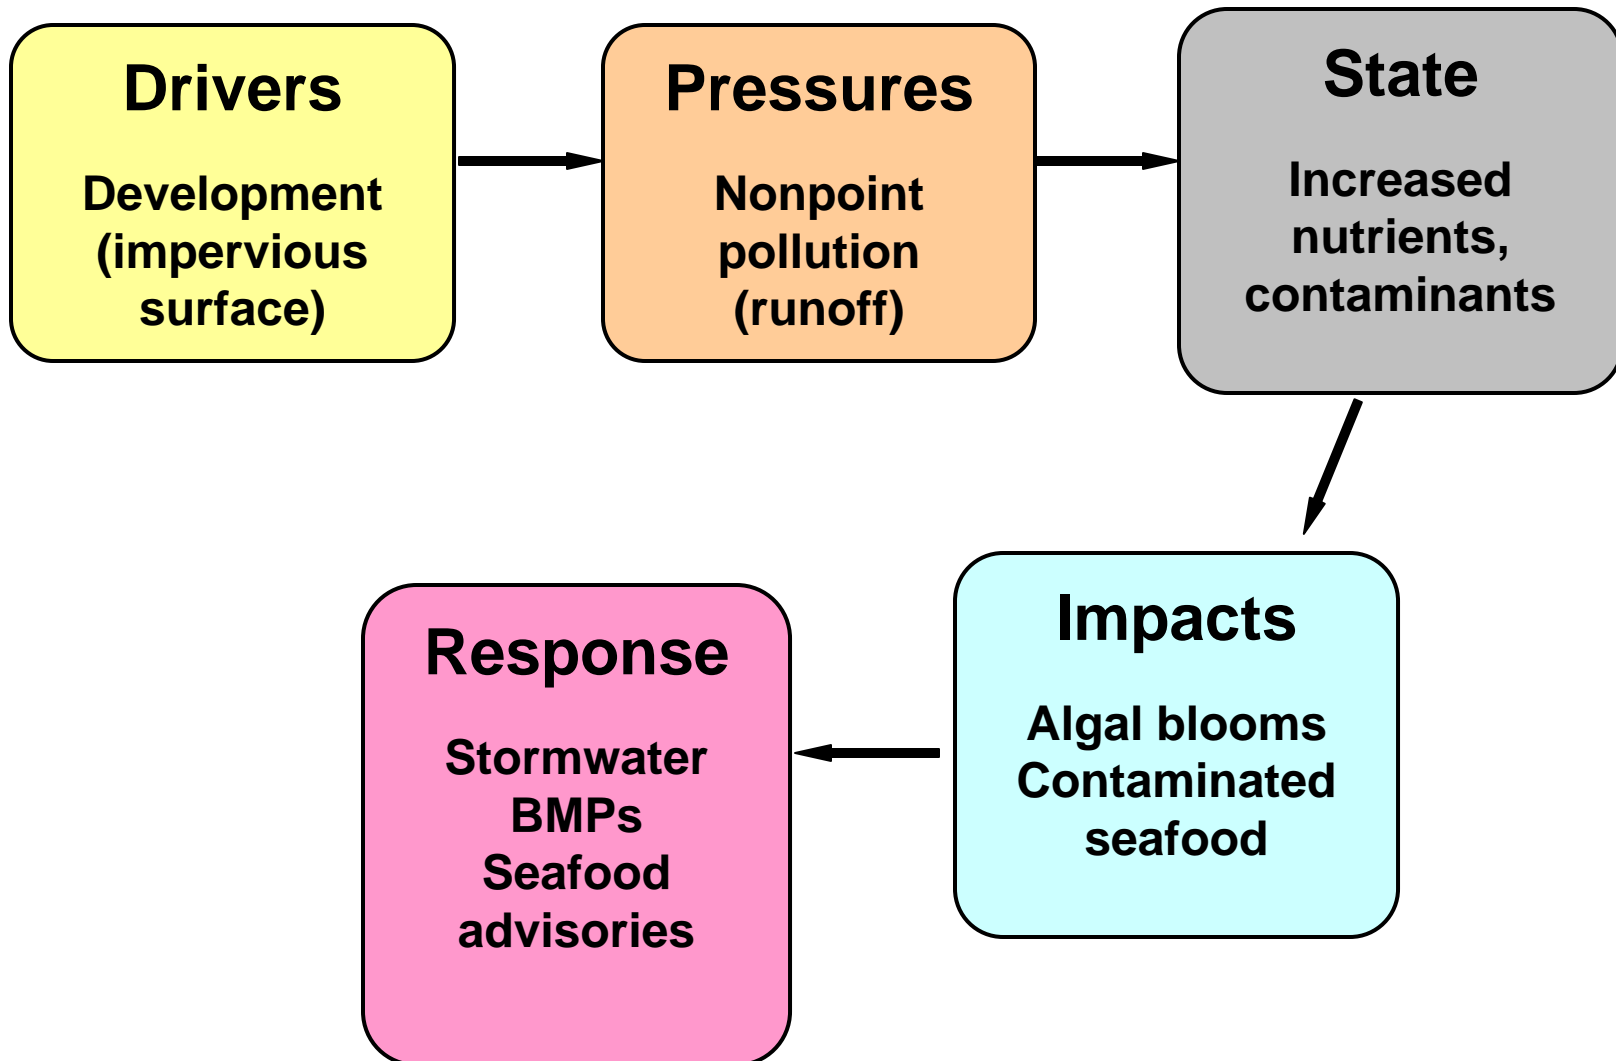 Drivers
Development
(impervious
surface)
Pressures
Nonpoint
pollution
(runoff)
State
Increased
nutrients,
contaminants
Impacts
Algal blooms
Contaminated
seafood
Response
Stormwater
BMPs
Seafood
advisories